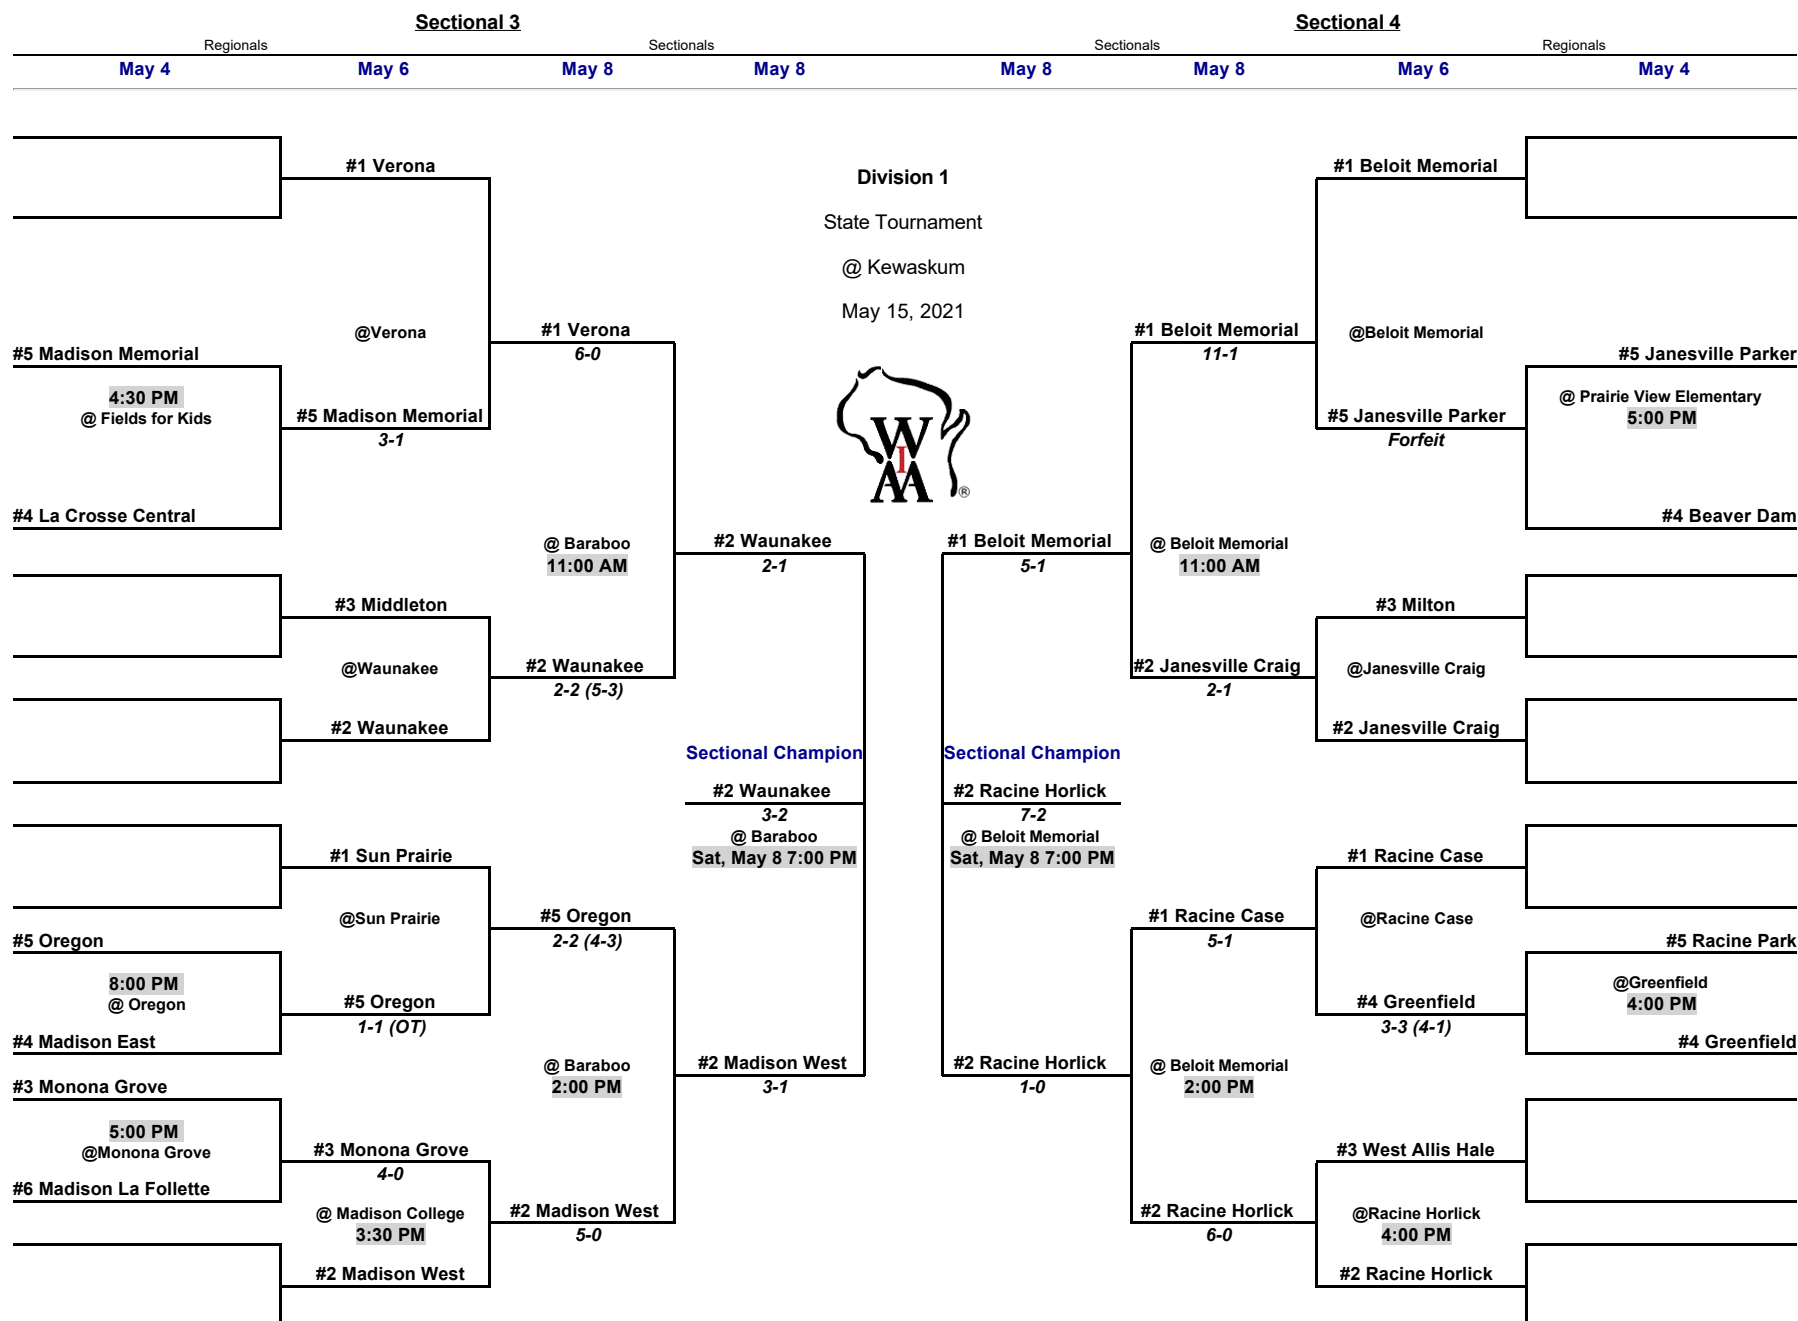 Sectional 3
Sectional 4
Regionals
Sectionals
Sectionals
Regionals
May 4
May 6
May 8
May 8
May 8
May 8
May 6
May 4
#1 Verona
#1 Beloit Memorial
Division 1
State Tournament
@ Kewaskum
May 15, 2021
@Verona
#1 Verona
6-0
#1 Beloit Memorial
11-1
@Beloit Memorial
#5 Madison Memorial
#5 Janesville Parker
4:30 PM
@ Fields for Kids
#5 Madison Memorial
3-1
W
I
AA
®
#5 Janesville Parker
Forfeit
@ Prairie View Elementary
5:00 PM
#4 La Crosse Central
#4 Beaver Dam
@ Baraboo
11:00 AM
#2 Waunakee
2-1
#1 Beloit Memorial
5-1
@ Beloit Memorial
11:00 AM
#3 Middleton
#3 Milton
@Waunakee
#2 Waunakee
2-2 (5-3)
#2 Janesville Craig
2-1
@Janesville Craig
#2 Waunakee
#2 Janesville Craig
Sectional Champion
Sectional Champion
#2 Waunakee
3-2
@ Baraboo
Sat, May 8 7:00 PM
#2 Racine Horlick
7-2
@ Beloit Memorial
Sat, May 8 7:00 PM
#1 Sun Prairie
#1 Racine Case
@Sun Prairie
#5 Oregon
2-2 (4-3)
#1 Racine Case
5-1
@Racine Case
#5 Oregon
#5 Racine Park
8:00 PM
@ Oregon
#5 Oregon
1-1 (OT)
#4 Greenfield
3-3 (4-1)
@Greenfield
4:00 PM
#4 Madison East
#4 Greenfield
@ Baraboo
2:00 PM
#2 Madison West
3-1
#2 Racine Horlick
1-0
@ Beloit Memorial
2:00 PM
#3 Monona Grove
5:00 PM
@Monona Grove
#3 Monona Grove
4-0
#3 West Allis Hale
#6 Madison La Follette
@ Madison College
3:30 PM
#2 Madison West
5-0
#2 Racine Horlick
6-0
@Racine Horlick
4:00 PM
#2 Madison West
#2 Racine Horlick